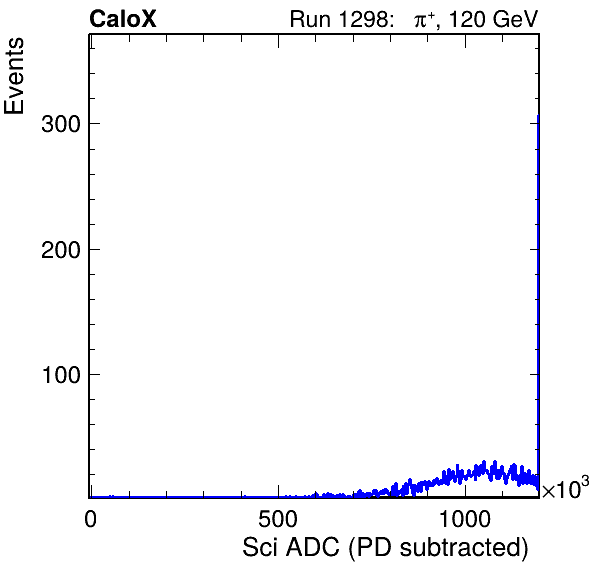 CaloX Run 1298: π⁺, 120 GeV
Events
300
200
100
0 500 1000 ×10³
Sci ADC (PD subtracted)